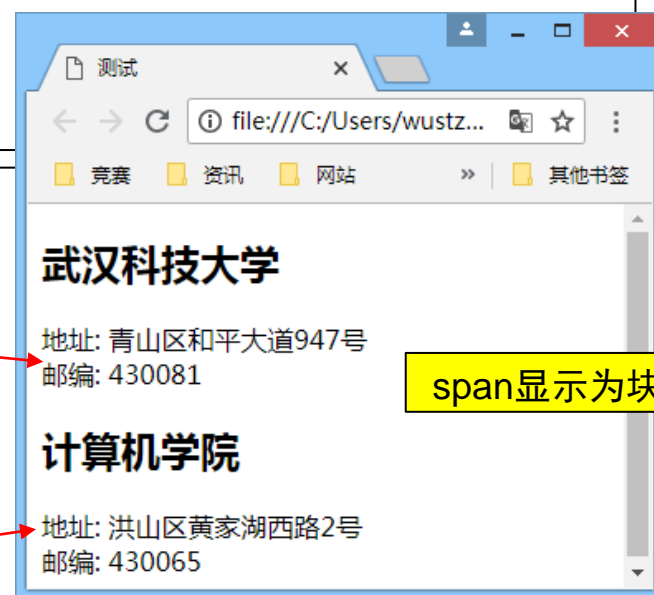 测试
file:///C:/Users/wustz...
竞赛 资讯 网站 » 其他书签
武汉科技大学
地址: 青山区和平大道947号
邮编: 430081
span显示为块
计算机学院
地址: 洪山区黄家湖西路2号
邮编: 430065